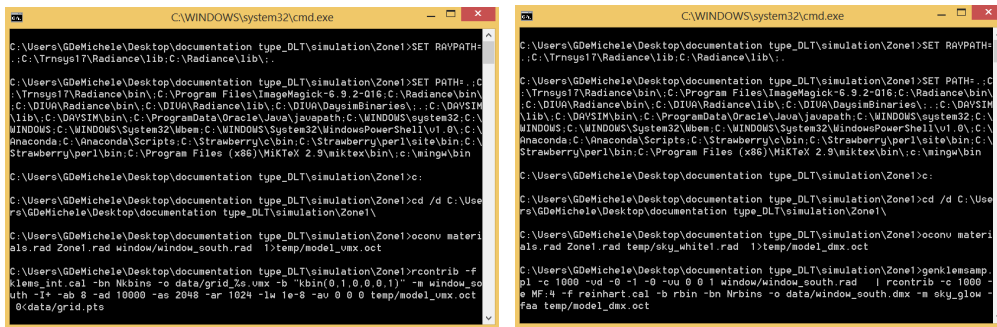 C:\WINDOWS\system32\cmd.exe
C:\Users\GDeMichele\Desktop\documentation type_DLT\simulation\Zone1>SET RAYPATH=
.;C:\Trnsys17\Radiance\lib;C:\Radiance\lib\;.
C:\Users\GDeMichele\Desktop\documentation type_DLT\simulation\Zone1>SET PATH=.;C
:\Trnsys17\Radiance\bin\;C:\Program Files\ImageMagick-6.9.2-Q16;C:\Radiance\bin\
;C:\DIVA\Radiance\bin\;C:\DIVA\Radiance\lib\;C:\DIVA\DaysimBinaries\;.;C:\DAYSIM
\lib\;C:\DAYSIM\bin\;C:\ProgramData\Oracle\Java\javapath;C:\WINDOWS\system32;C:\
WINDOWS;C:\WINDOWS\System32\Wbem;C:\WINDOWS\System32\WindowsPowerShell\v1.0\;C:\
Anaconda;C:\Anaconda\Scripts;C:\Strawberry\c\bin;C:\Strawberry\perl\site\bin;C:\
Strawberry\perl\bin;C:\Program Files (x86)\MiKTeX 2.9\miktex\bin\;c:\mingw\bin
C:\Users\GDeMichele\Desktop\documentation type_DLT\simulation\Zone1>c:
C:\Users\GDeMichele\Desktop\documentation type_DLT\simulation\Zone1>cd /d C:\Use
rs\GDeMichele\Desktop\documentation type_DLT\simulation\Zone1\
C:\Users\GDeMichele\Desktop\documentation type_DLT\simulation\Zone1>oconv materi
als.rad Zone1.rad window/window_south.rad  1>temp/model_vmx.oct
C:\Users\GDeMichele\Desktop\documentation type_DLT\simulation\Zone1>rcontrib -f
klems_int.cal -bn Nkbins -o data/grid_%s.vmx -b "kbin(0,1,0,0,0,1)" -m window_so
uth -I+ -ab 8 -ad 10000 -as 2048 -ar 1024 -lw 1e-8 -av 0 0 0 temp/model_vmx.oct
 0<data/grid.pts
C:\WINDOWS\system32\cmd.exe
C:\Users\GDeMichele\Desktop\documentation type_DLT\simulation\Zone1>SET RAYPATH=
.;C:\Trnsys17\Radiance\lib;C:\Radiance\lib\;.
C:\Users\GDeMichele\Desktop\documentation type_DLT\simulation\Zone1>SET PATH=.;C
:\Trnsys17\Radiance\bin\;C:\Program Files\ImageMagick-6.9.2-Q16;C:\Radiance\bin\
;C:\DIVA\Radiance\bin\;C:\DIVA\Radiance\lib\;C:\DIVA\DaysimBinaries\;.;C:\DAYSIM
\lib\;C:\DAYSIM\bin\;C:\ProgramData\Oracle\Java\javapath;C:\WINDOWS\system32;C:\
WINDOWS;C:\WINDOWS\System32\Wbem;C:\WINDOWS\System32\WindowsPowerShell\v1.0\;C:\
Anaconda;C:\Anaconda\Scripts;C:\Strawberry\c\bin;C:\Strawberry\perl\site\bin;C:\
Strawberry\perl\bin;C:\Program Files (x86)\MiKTeX 2.9\miktex\bin\;c:\mingw\bin
C:\Users\GDeMichele\Desktop\documentation type_DLT\simulation\Zone1>c:
C:\Users\GDeMichele\Desktop\documentation type_DLT\simulation\Zone1>cd /d C:\Use
rs\GDeMichele\Desktop\documentation type_DLT\simulation\Zone1\
C:\Users\GDeMichele\Desktop\documentation type_DLT\simulation\Zone1>oconv materi
als.rad Zone1.rad temp/sky_white1.rad  1>temp/model_dmx.oct
C:\Users\GDeMichele\Desktop\documentation type_DLT\simulation\Zone1>genklemsamp.
pl -c 1000 -vd -0 -1 -0 -vu 0 0 1 window/window_south.rad   | rcontrib -c 1000 -
e MF:4 -f reinhart.cal -b rbin -bn Nrbins -o data/window_south.dmx -m sky_glow -
faa temp/model_dmx.oct